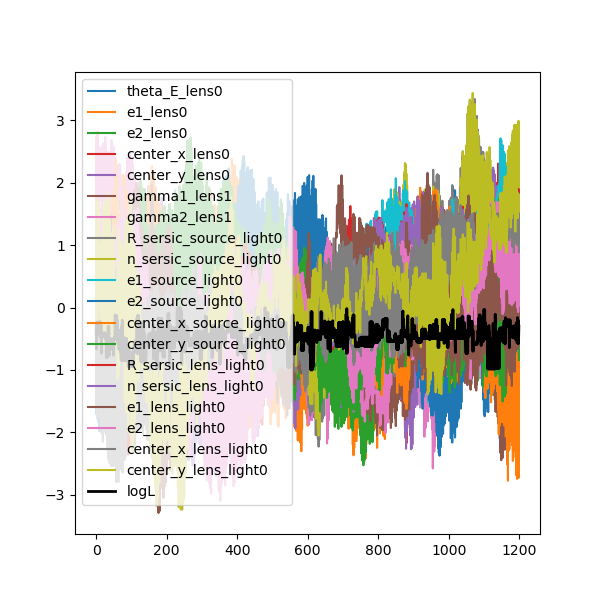 theta_E_lens0
e1_lens0
e2_lens0
center_x_lens0
center_y_lens0
gamma1_lens1
gamma2_lens1
R_sersic_source_light0
n_sersic_source_light0
e1_source_light0
e2_source_light0
center_x_source_light0
center_y_source_light0
R_sersic_lens_light0
n_sersic_lens_light0
e1_lens_light0
e2_lens_light0
center_x_lens_light0
center_y_lens_light0
logL
3
2
1
0
−1
−2
−3
0 200 400 600 800 1000 1200